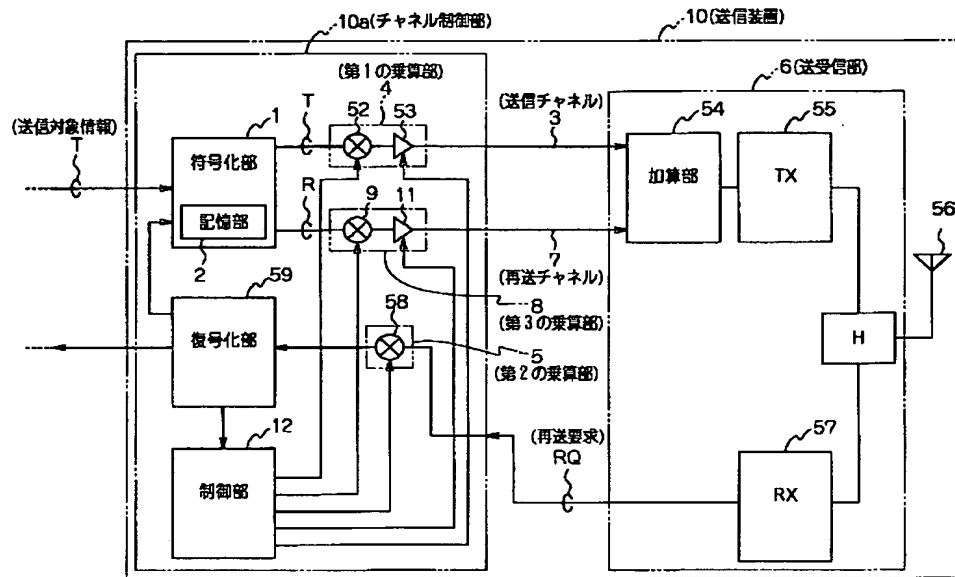 10a(チャネル制御部)
10(送信装置)
(第1の乗算部)
4
6(送受信部)
(送信対象情報)
T
1
T
52
53
(送信チャネル)
3
54
55
符号化部
加算部
TX
R
9
11
記憶部
2
7
(再送チャネル)
56
59
58
8
(第3の乗算部)
復号化部
5
(第2の乗算部)
H
12
(再送要求)
RQ
57
制御部
RX